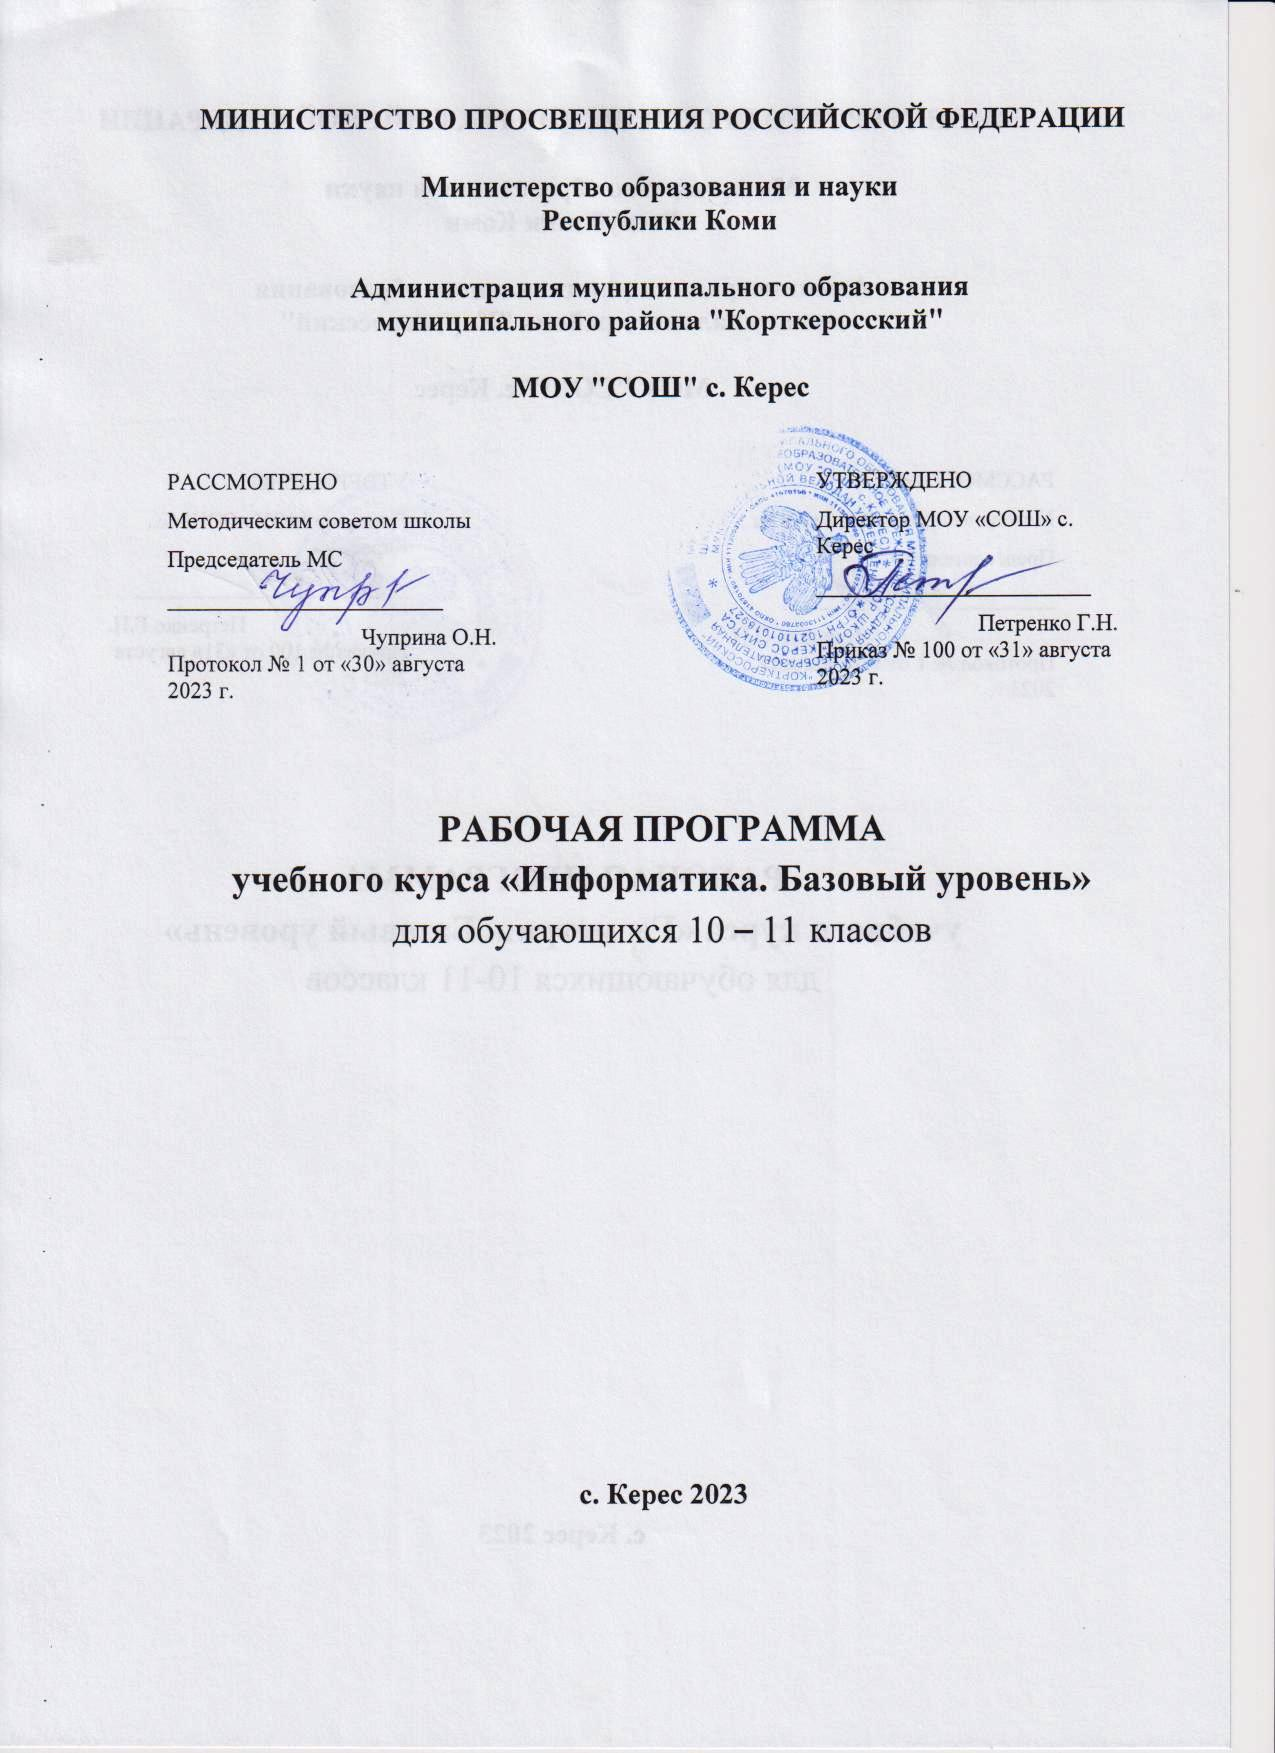 МИНИСТЕРСТВО ПРОСВЕЩЕНИЯ РОССИЙСКОЙ ФЕДЕРАЦИИ
Министерство образования и науки
Республики Коми
Администрация муниципального образования
муниципального района "Корткеросский"
МОУ "СОШ" с. Керес
РАССМОТРЕНО
Методическим советом школы
Председатель МС
Чупр
Чуприна О.Н.
Протокол № 1 от «30» августа
2023 г.
УТВЕРЖДЕНО
Директор МОУ «СОШ» с.
Керес
Петренко Г.Н.
Приказ № 100 от «31» августа
2023 г.
РАБОЧАЯ ПРОГРАММА
учебного курса «Информатика. Базовый уровень»
для обучающихся 10 – 11 классов
с. Керес 2023